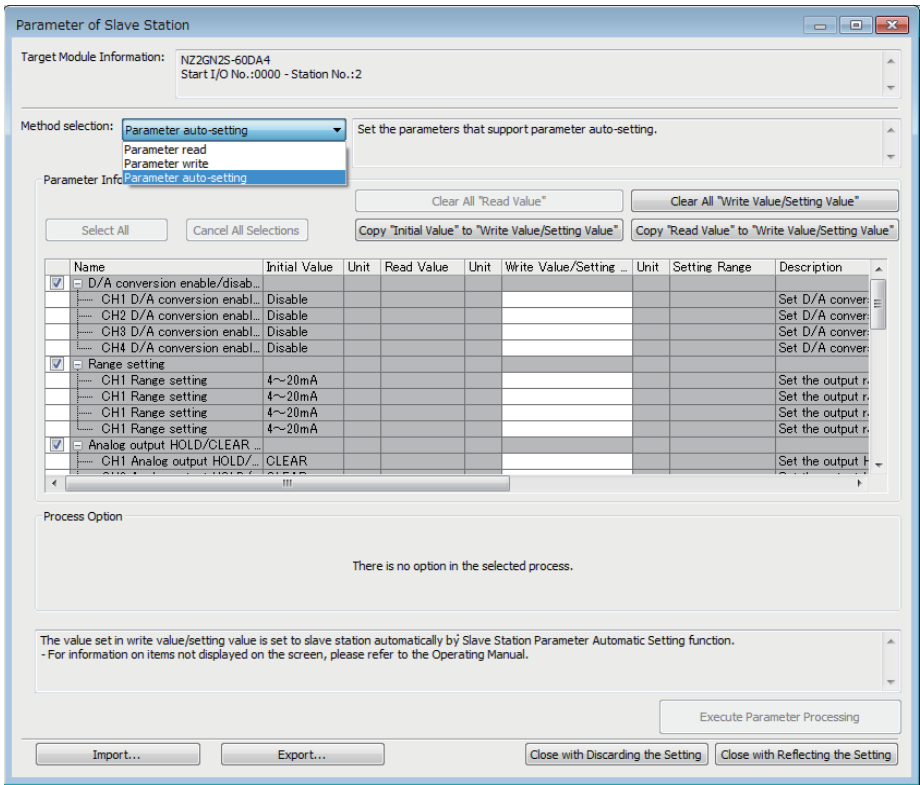 Parameter of Slave Station
Target Module Information:
NZ2GN2S-60DA4
Start I/O No.:0000 - Station No.:2
Method selection:
Parameter auto-setting
Set the parameters that support parameter auto-setting.
Parameter read
Parameter write
Parameter auto-setting
Parameter Info
Clear All "Read Value"
Clear All "Write Value/Setting Value"
Select All
Cancel All Selections
Copy "Initial Value" to "Write Value/Setting Value"
Copy "Read Value" to "Write Value/Setting Value"
Name Initial Value Unit Read Value Unit Write Value/Setting ... Unit Setting Range Description
D/A conversion enable/disab...
CH1 D/A conversion enabl... Disable Set D/A conver
CH2 D/A conversion enabl... Disable Set D/A conver
CH3 D/A conversion enabl... Disable Set D/A conver
CH4 D/A conversion enabl... Disable Set D/A conver
Range setting
CH1 Range setting 4～20mA Set the output r
CH1 Range setting 4～20mA Set the output r
CH1 Range setting 4～20mA Set the output r
CH1 Range setting 4～20mA Set the output r
Analog output HOLD/CLEAR ...
CH1 Analog output HOLD/... CLEAR Set the output H
Process Option
There is no option in the selected process.
The value set in write value/setting value is set to slave station automatically by Slave Station Parameter Automatic Setting function.
- For information on items not displayed on the screen, please refer to the Operating Manual.
Execute Parameter Processing
Import...
Export...
Close with Discarding the Setting
Close with Reflecting the Setting